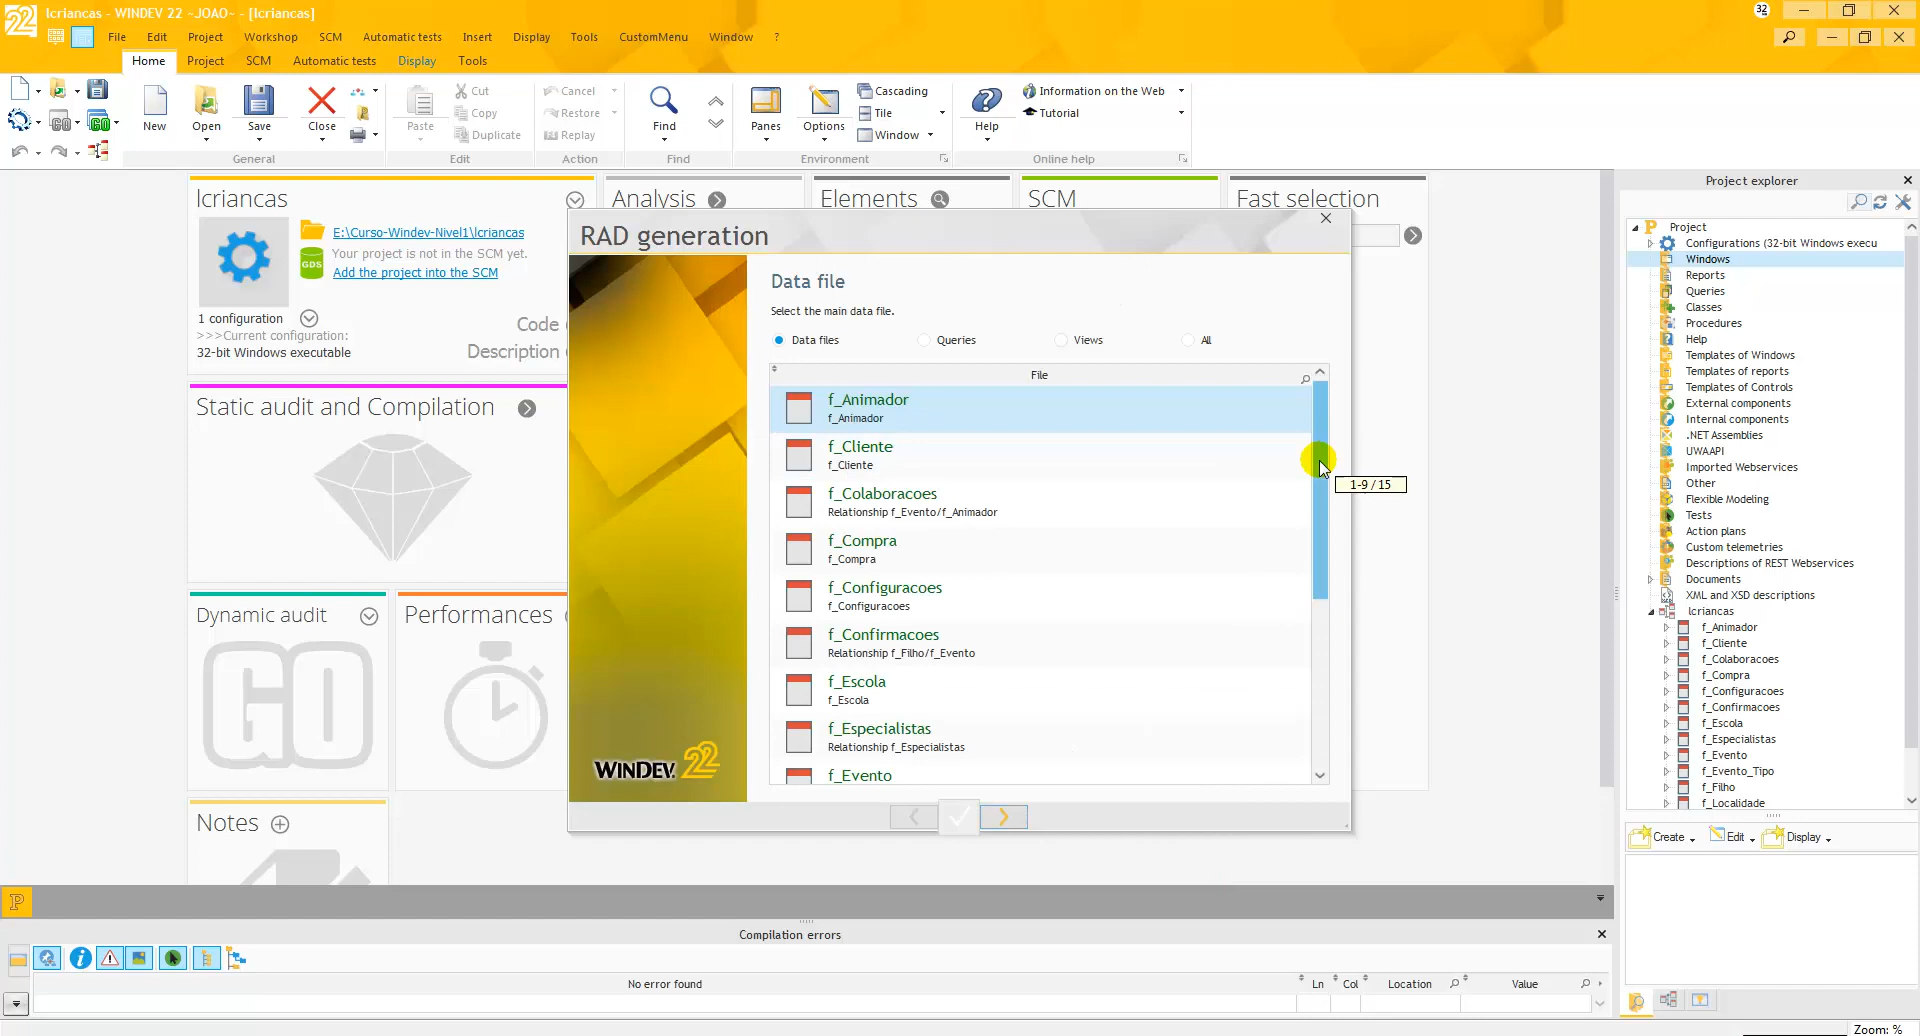 lcriancas - WINDEV 22 ~JOAO~ - [lcriancas]
32
File Edit Project Workshop SCM Automatic tests Insert Display Tools CustomMenu Window ?
Home Project SCM Automatic tests Display Tools
New Open Save Close Paste Cut Copy Duplicate Cancel Restore Replay Find Panes Options Cascading Tile Window Help Information on the Web Tutorial
General Edit Action Find Environment Online help
lcriancas
E:\Curso-Windev-Nivel1\lcriancas
Your project is not in the SCM yet.
Add the project into the SCM
GDS
1 configuration
>>>Current configuration:
32-bit Windows executable
Code
Description
Analysis
Elements
SCM
Fast selection
Static audit and Compilation
Dynamic audit
GO
Performances
Notes
RAD generation
Data file
Select the main data file.
Data files Queries Views All
File
f_Animador
f_Animador
f_Cliente
f_Cliente
f_Colaboracoes
Relationship f_Evento/f_Animador
f_Compra
f_Compra
f_Configuracoes
f_Configuracoes
f_Confirmacoes
Relationship f_Filho/f_Evento
f_Escola
f_Escola
f_Especialistas
Relationship f_Especialistas
f_Evento
1-9 / 15
WINDEV. 22
Project explorer
Project
Configurations (32-bit Windows execu
Windows
Reports
Queries
Classes
Procedures
Help
Templates of Windows
Templates of reports
Templates of Controls
External components
Internal components
.NET Assemblies
UWAAPI
Imported Webservices
Other
Flexible Modeling
Tests
Action plans
Custom telemetries
Descriptions of REST Webservices
Documents
XML and XSD descriptions
lcriancas
f_Animador
f_Cliente
f_Colaboracoes
f_Compra
f_Configuracoes
f_Confirmacoes
f_Escola
f_Especialistas
f_Evento
f_Evento_Tipo
f_Filho
f_Localidade
Create Edit Display
Compilation errors
No error found Ln Col Location Value
Zoom: %